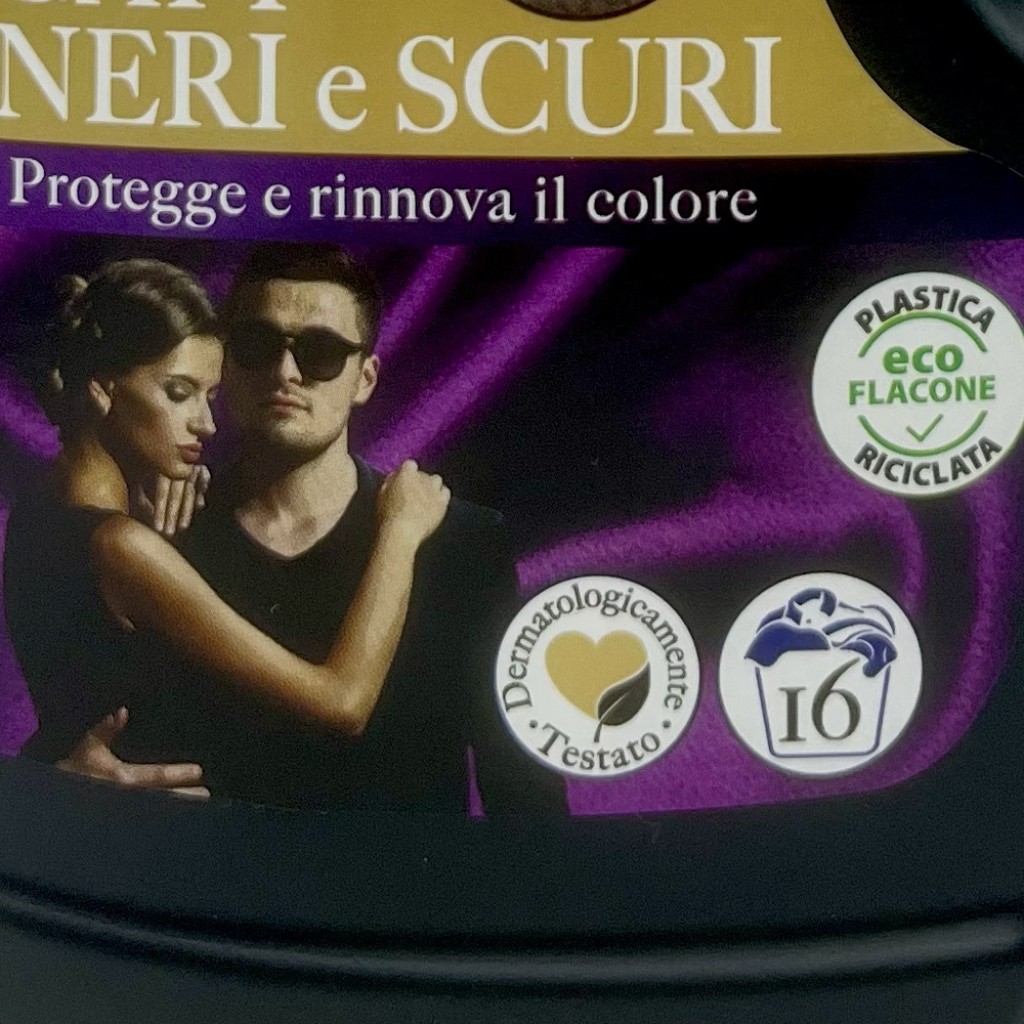 NERI e SCURI
Protegge e rinnova il colore
PLASTICA
eco
FLACONE
RICICLATA
Dermatologicamente
· Testato ·
16